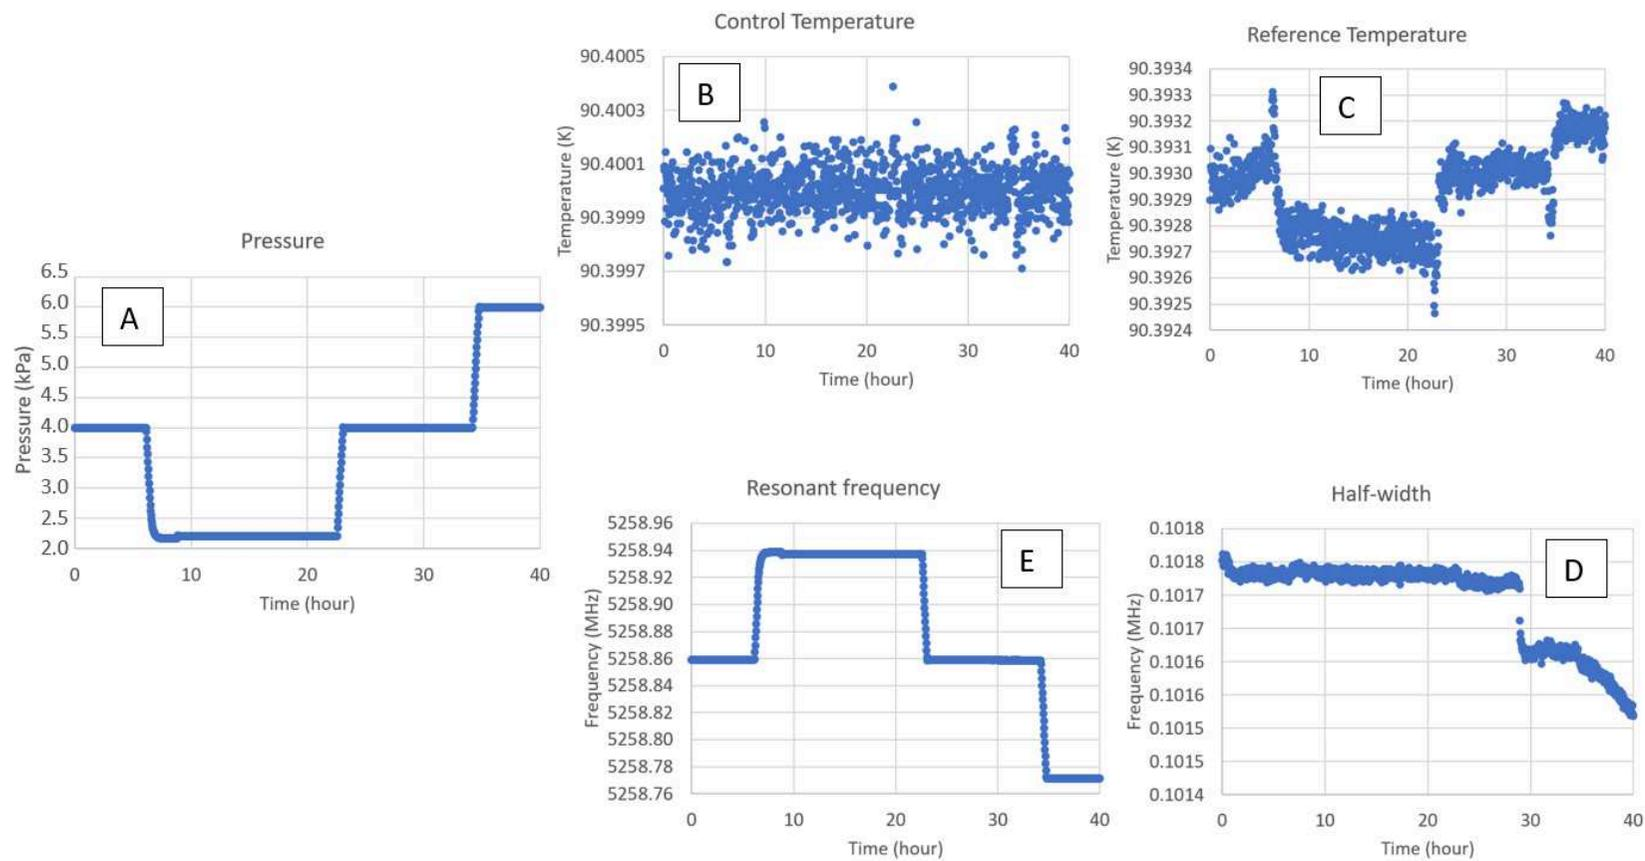 Pressure
A
Pressure (kPa)
6.5
6.0
5.5
5.0
4.5
4.0
3.5
3.0
2.5
2.0
0 10 20 30 40
Time (hour)
Control Temperature
B
Temperature (K)
90.4005
90.4003
90.4001
90.3999
90.3997
90.3995
0 10 20 30 40
Time (hour)
Reference Temperature
C
Temperature (K)
90.3934
90.3933
90.3932
90.3931
90.3930
90.3929
90.3928
90.3927
90.3926
90.3925
90.3924
0 10 20 30 40
Time (hour)
Resonant frequency
E
Frequency (MHz)
5258.96
5258.94
5258.92
5258.90
5258.88
5258.86
5258.84
5258.82
5258.80
5258.78
5258.76
0 10 20 30 40
Time (hour)
Half-width
D
Frequency (MHz)
0.1018
0.1018
0.1017
0.1017
0.1016
0.1016
0.1015
0.1015
0.1014
0 10 20 30 40
Time (hour)